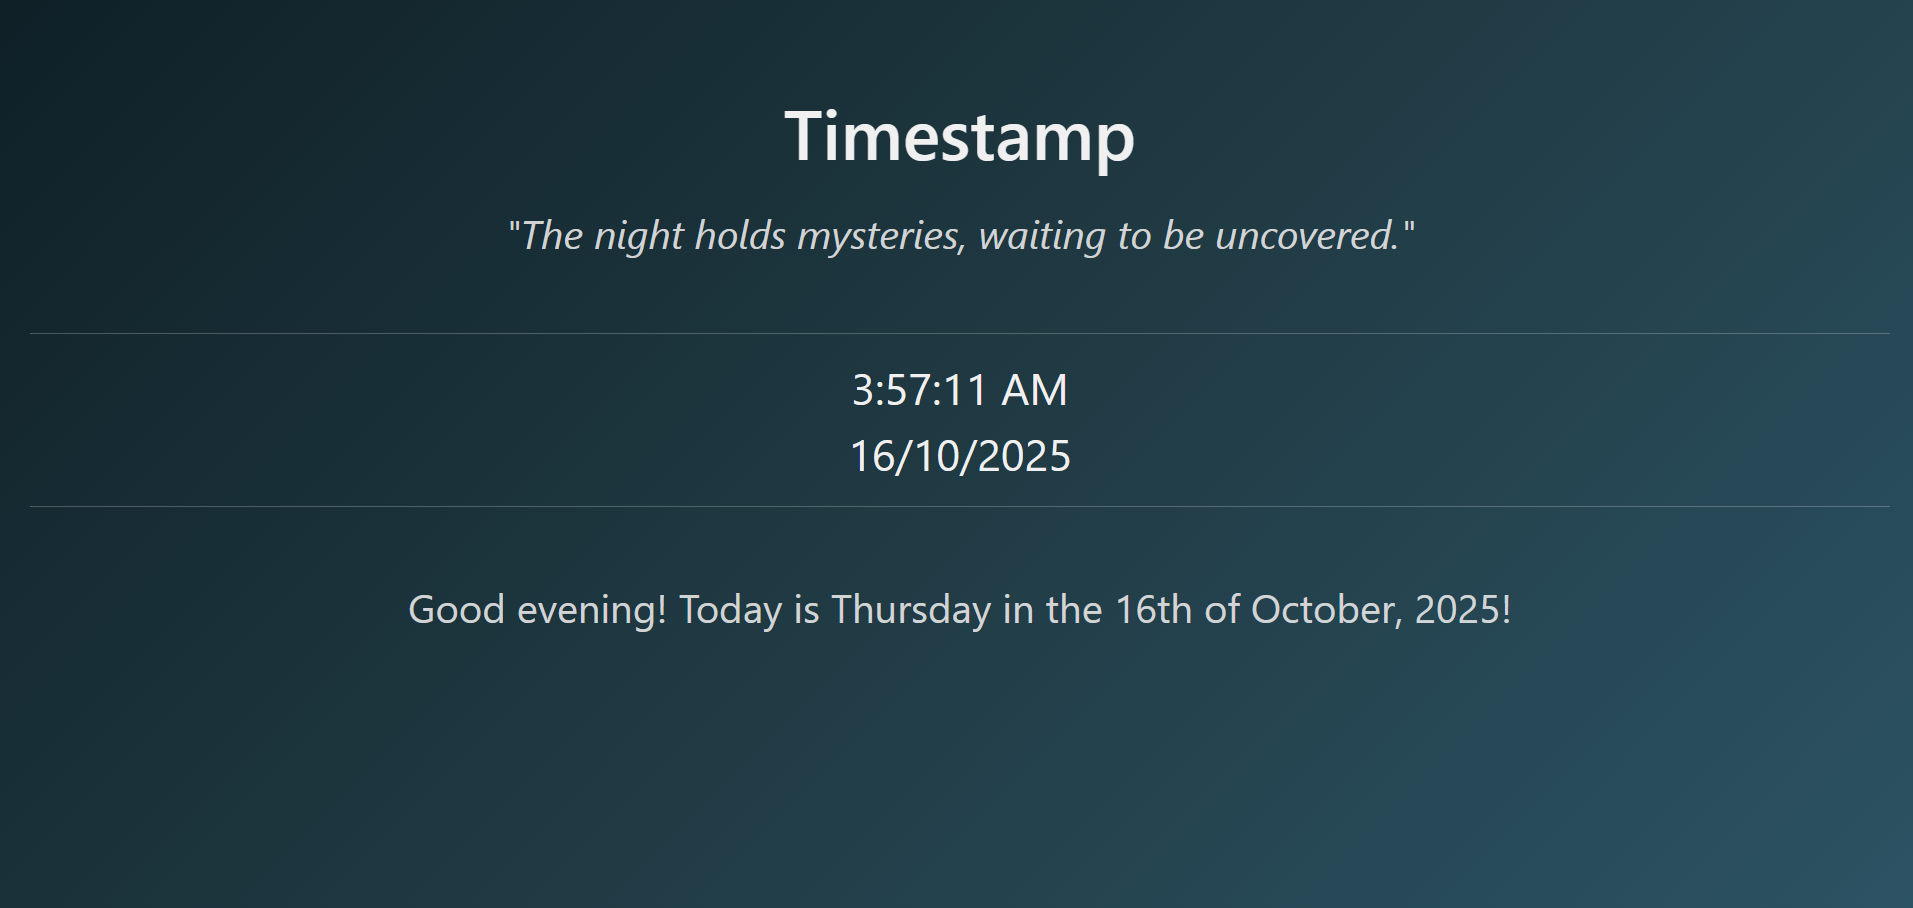 Timestamp
"The night holds mysteries, waiting to be uncovered."
3:57:11 AM
16/10/2025
Good evening! Today is Thursday in the 16th of October, 2025!